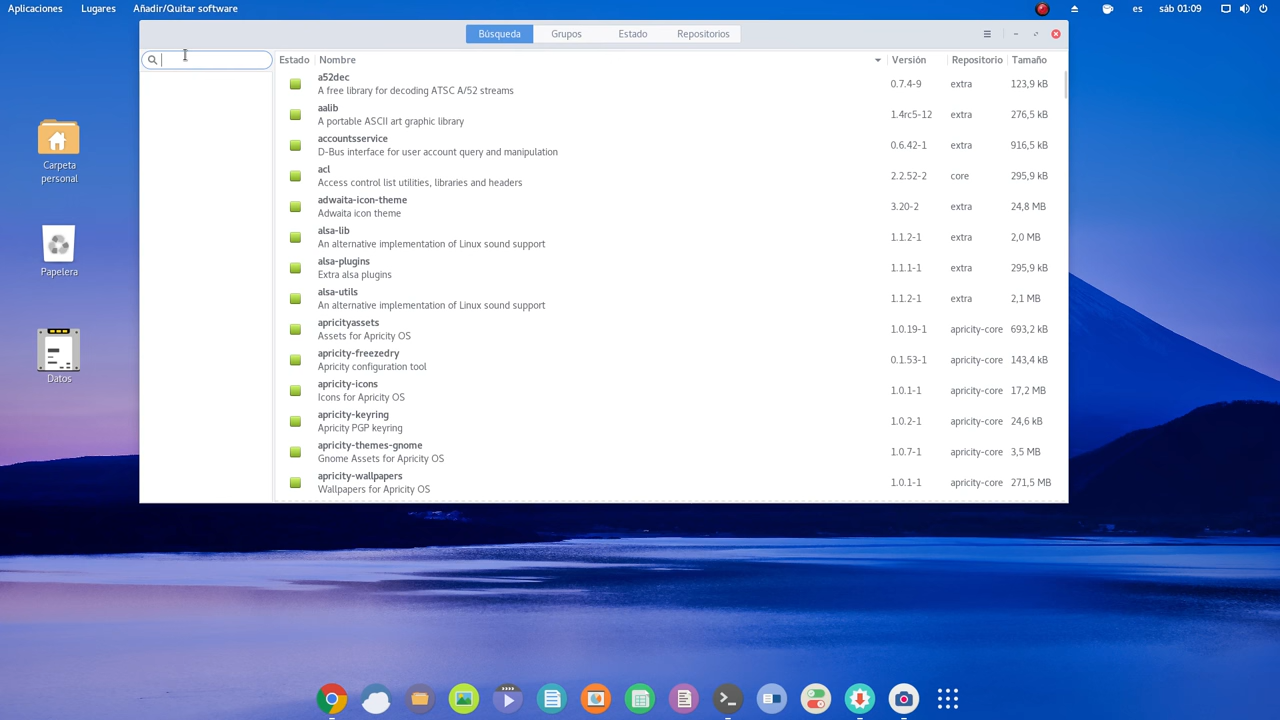 Aplicaciones Lugares Añadir/Quitar software es sáb 01:09
Búsqueda Grupos Estado Repositorios
Estado Nombre Versión Repositorio Tamaño
a52dec
A free library for decoding ATSC A/52 streams 0.7.4-9 extra 123,9 kB
aalib
A portable ASCII art graphic library 1.4rc5-12 extra 276,5 kB
accountsservice
D-Bus interface for user account query and manipulation 0.6.42-1 extra 916,5 kB
acl
Access control list utilities, libraries and headers 2.2.52-2 core 295,9 kB
adwaita-icon-theme
Adwaita icon theme 3.20-2 extra 24,8 MB
alsa-lib
An alternative implementation of Linux sound support 1.1.2-1 extra 2,0 MB
alsa-plugins
Extra alsa plugins 1.1.1-1 extra 295,9 kB
alsa-utils
An alternative implementation of Linux sound support 1.1.2-1 extra 2,1 MB
apricityassets
Assets for Apricity OS 1.0.19-1 apricity-core 693,2 kB
apricity-freezedry
Apricity configuration tool 0.1.53-1 apricity-core 143,4 kB
apricity-icons
Icons for Apricity OS 1.0.1-1 apricity-core 17,2 MB
apricity-keyring
Apricity PGP keyring 1.0.2-1 apricity-core 24,6 kB
apricity-themes-gnome
Gnome Assets for Apricity OS 1.0.7-1 apricity-core 3,5 MB
apricity-wallpapers
Wallpapers for Apricity OS 1.0.1-1 apricity-core 271,5 MB
Carpeta
personal
Papelera
Datos